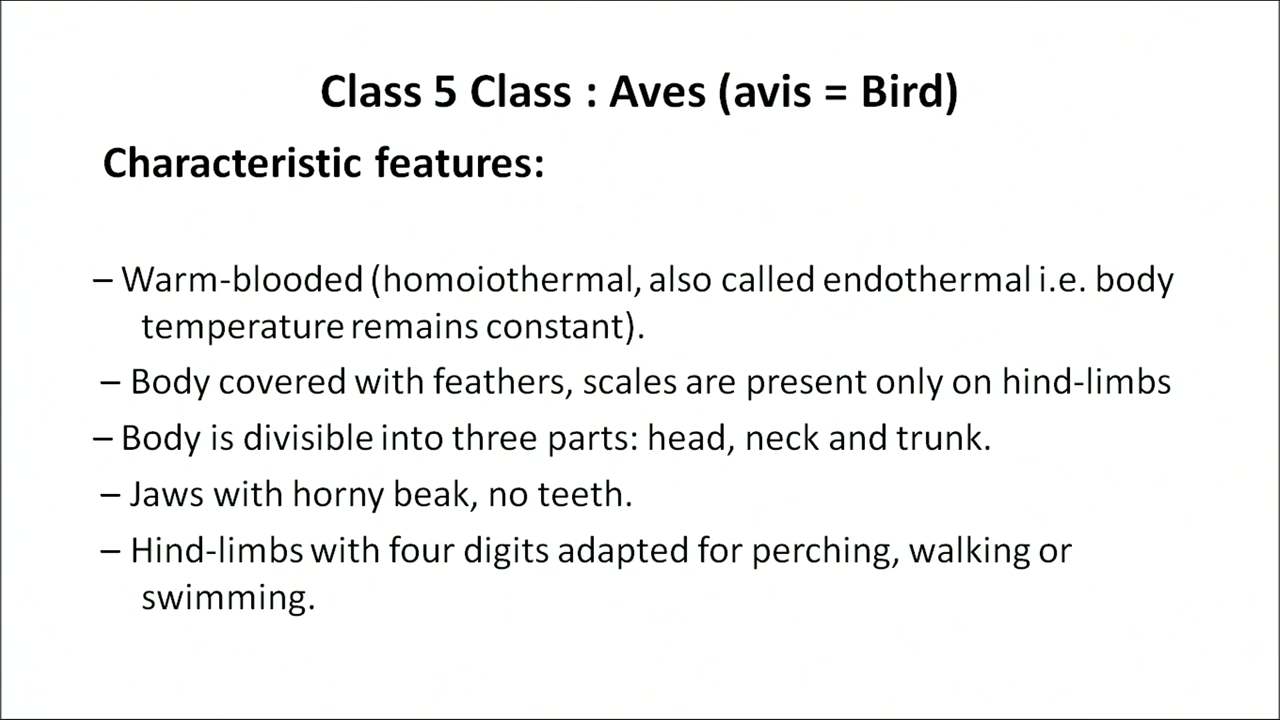 Class 5 Class : Aves (avis = Bird)
Characteristic features:
– Warm-blooded (homoiothermal, also called endothermal i.e. body
temperature remains constant).
– Body covered with feathers, scales are present only on hind-limbs
– Body is divisible into three parts: head, neck and trunk.
– Jaws with horny beak, no teeth.
– Hind-limbs with four digits adapted for perching, walking or
swimming.